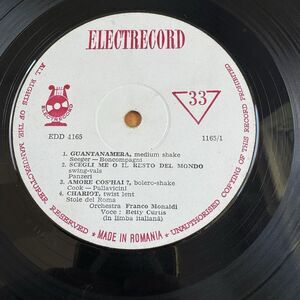 ELECTRECORD
33
EDD 1165
1165/1
1. GUANTANAMERA, medium shake
Seeger – Boncompagni
2. SCEGLI ME O IL RESTO DEL MONDO
swing-vals
Panzeri
3. AMORE COS'HAI ?, bolero-shake
Cook – Pallavicini
4. CHARIOT, twist lent
Stole del Roma
Orchestra Franco Monaldi
Voce : Betty Curtis
(în limba italiană)
ALL RIGHTS OF THE MANUFACTURER, RESERVED ★ MADE IN ROMANIA ★ UNAUTHORISED COPYING OF THIS RECORD PROHIBITED